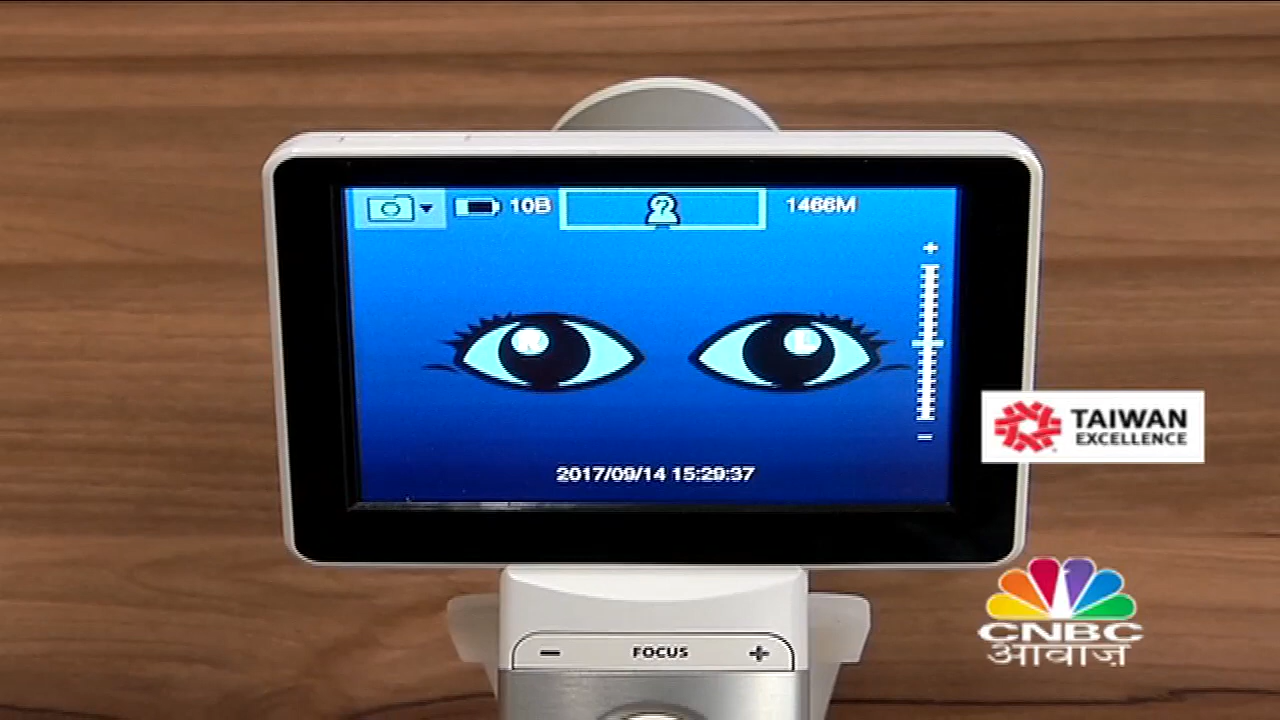 10B
1466M
R
L
2017/09/14 15:29:37
TAIWAN
EXCELLENCE
CNBC
आवाज़
FOCUS